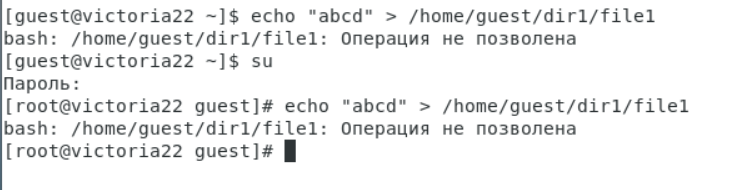 [guest@victoria22 ~]$ echo "abcd" > /home/guest/dir1/file1
bash: /home/guest/dir1/file1: Операция не позволена
[guest@victoria22 ~]$ su
Пароль:
[root@victoria22 guest]# echo "abcd" > /home/guest/dir1/file1
bash: /home/guest/dir1/file1: Операция не позволена
[root@victoria22 guest]#